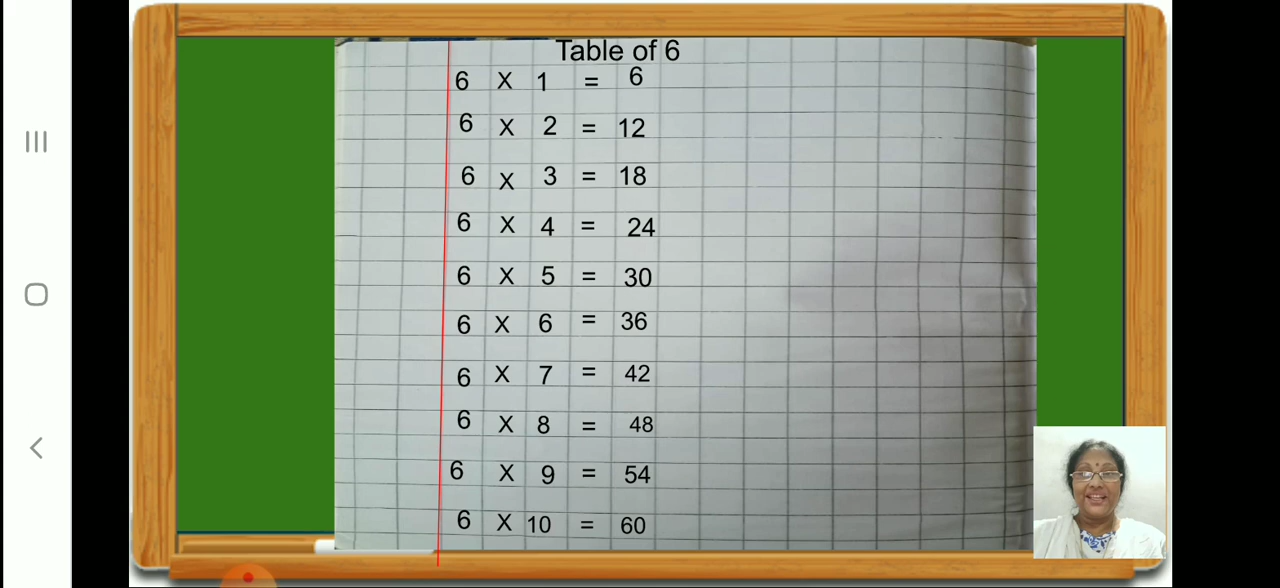 Table of 6
6 X 1 = 6
6 X 2 = 12
6 X 3 = 18
6 X 4 = 24
6 X 5 = 30
6 X 6 = 36
6 X 7 = 42
6 X 8 = 48
6 X 9 = 54
6 X 10 = 60